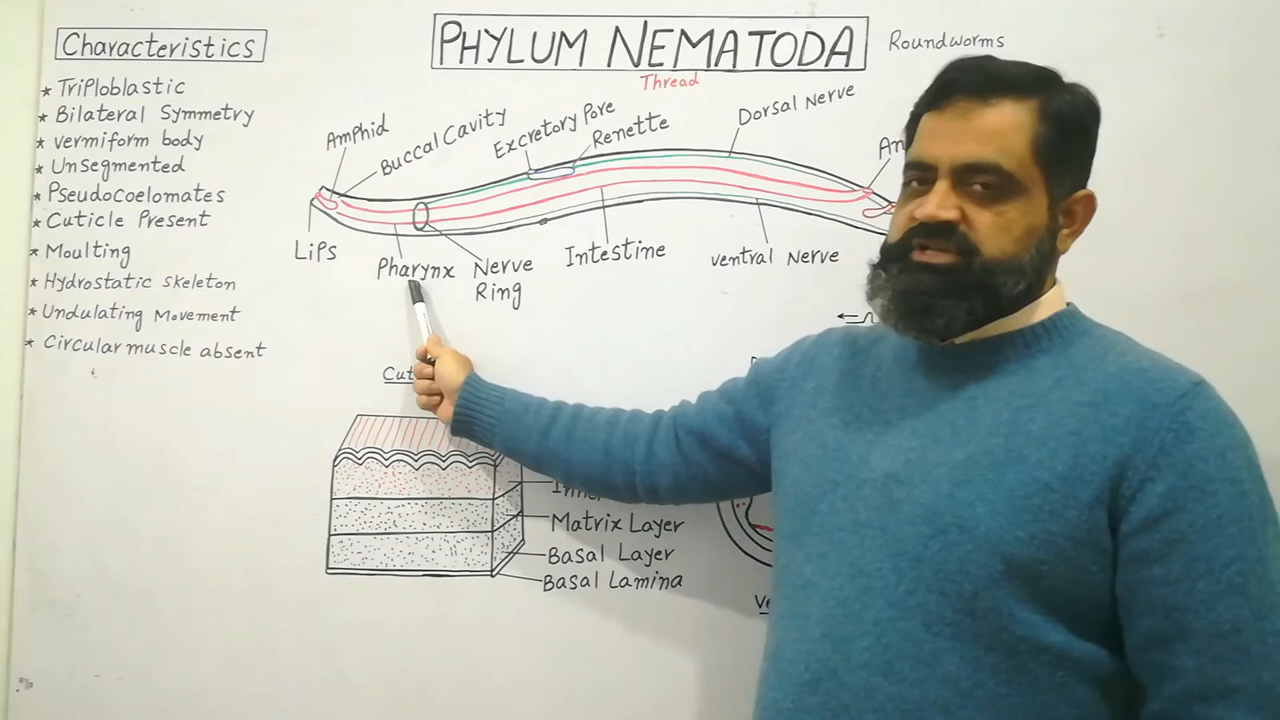 Characteristics
* Triploblastic
* Bilateral Symmetry
* vermiform body
* Unsegmented
* Pseudocoelomates
* Cuticle Present
* Moulting
* Hydrostatic skeleton
* Undulating Movement
* Circular muscle absent
PHYLUM NEMATODA
Roundworms
Thread
Amphid
Buccal Cavity
Excretory Pore
Renette
Dorsal Nerve
Lips
Pharynx
Nerve
Ring
Intestine
ventral Nerve
Matrix Layer
Basal Layer
Basal Lamina